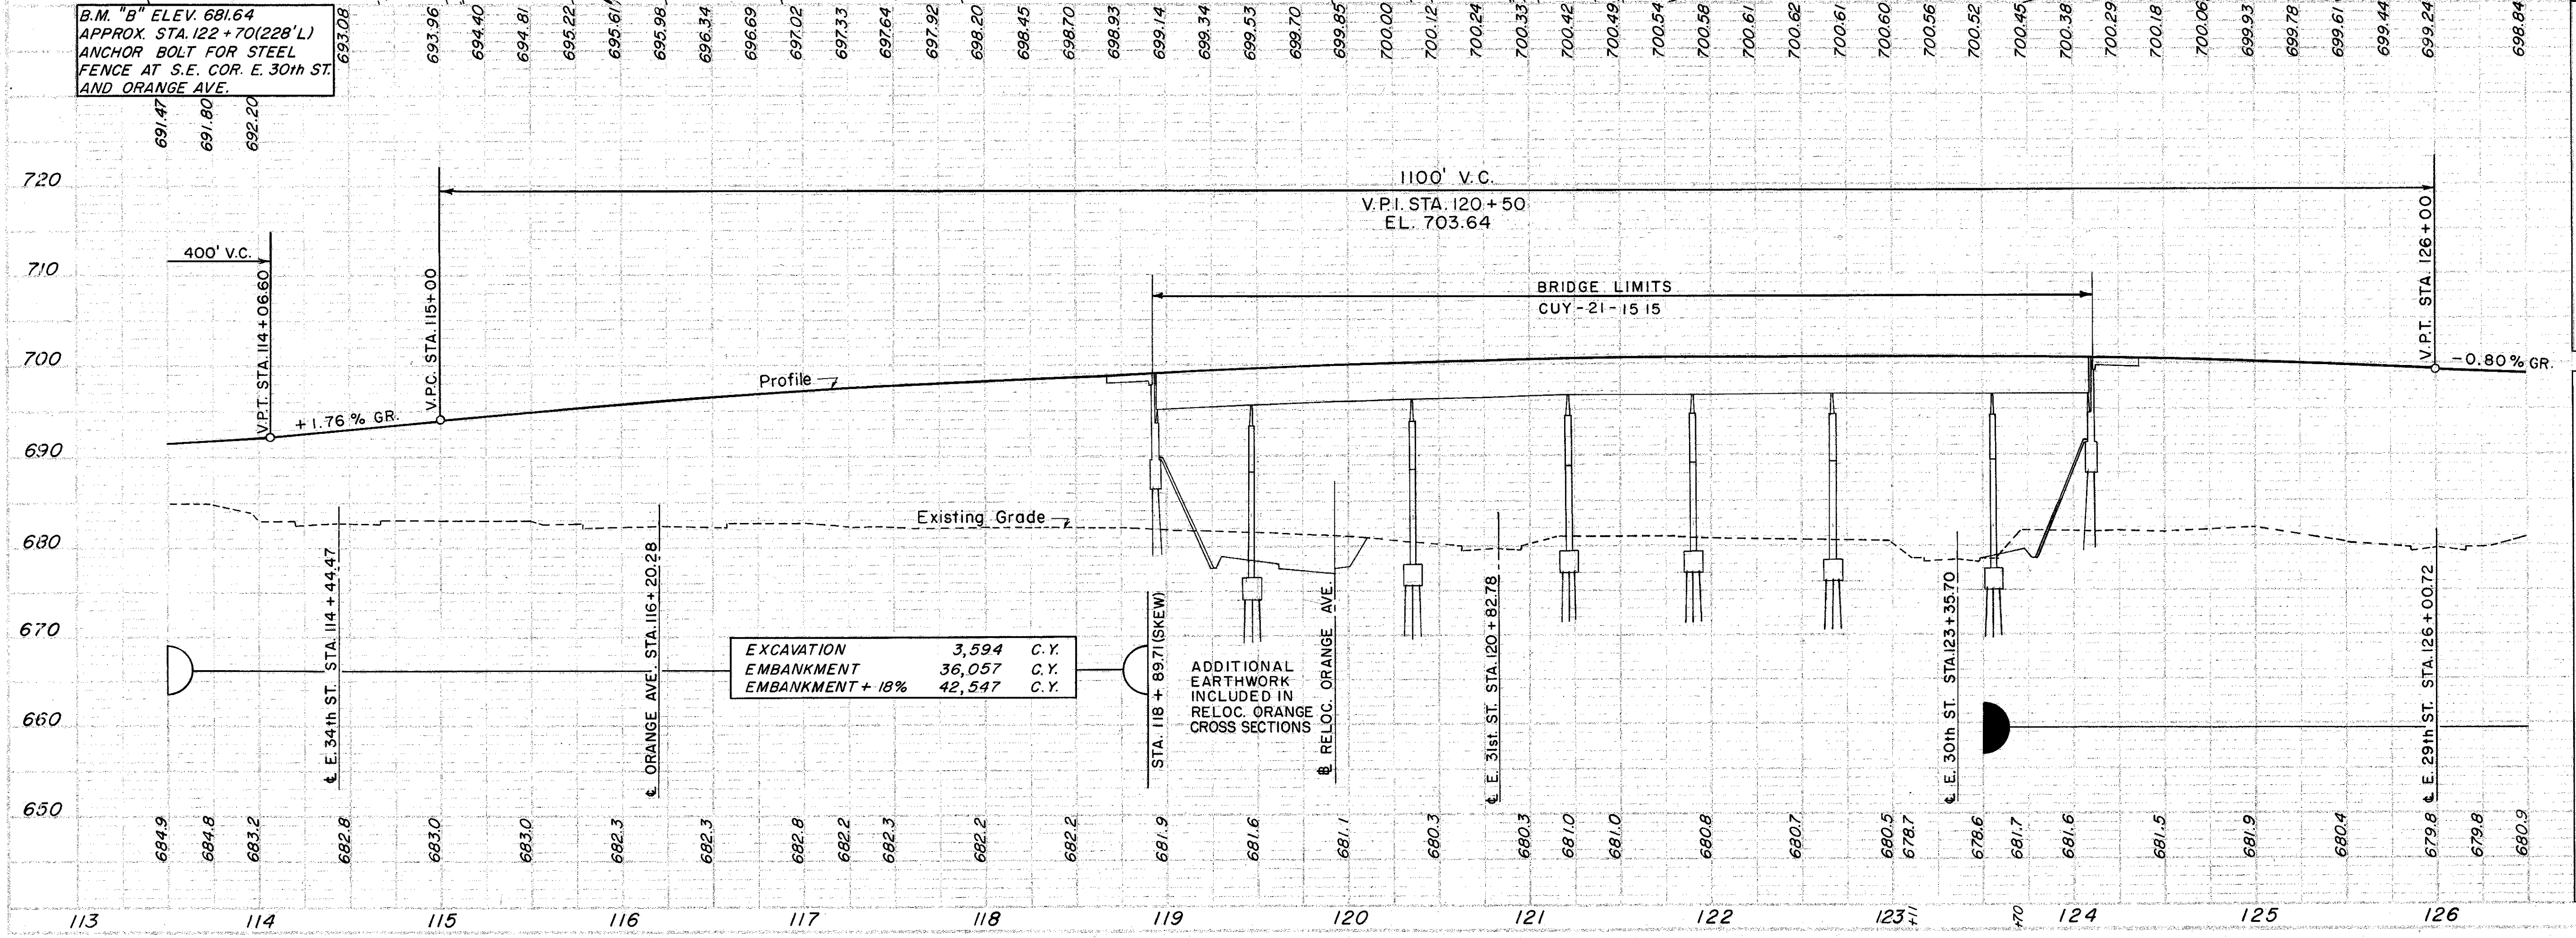 B.M. "B" ELEV. 681.64
APPROX. STA. 122+70(228'L)
ANCHOR BOLT FOR STEEL
FENCE AT S.E. COR. E. 30th ST.
AND ORANGE AVE.
693.08 693.96 694.40 694.81 695.22 695.61 695.98 696.34 696.69 697.02 697.33 697.64 697.92 698.20 698.45 698.70 698.93 699.14 699.34 699.53 699.70 699.85 700.00 700.12 700.24 700.33 700.42 700.49 700.54 700.58 700.61 700.62 700.61 700.60 700.56 700.52 700.45 700.38 700.29 700.18 700.06 699.93 699.78 699.61 699.44 699.24 698.84
691.47 691.80 692.20
720
1100' V.C.
V.P.I. STA. 120+50
EL. 703.64
400' V.C.
710
V.P.T. STA. 114+06.60
V.P.C. STA. 115+00
BRIDGE LIMITS
CUY-21-15 15
V.P.T. STA. 126+00
700
Profile
-0.80% GR.
+1.76% GR.
690
Existing Grade
680
670
EXCAVATION 3,594 C.Y.
EMBANKMENT 36,057 C.Y.
EMBANKMENT + 18% 42,547 C.Y.
ADDITIONAL
EARTHWORK
INCLUDED IN
RELOC. ORANGE
CROSS SECTIONS
℄ E. 34th ST. STA. 114+44.47
℄ ORANGE AVE. STA. 116+20.28
STA. 118+89.71(SKEW)
B RELOC. ORANGE AVE.
℄ E. 31st. ST. STA. 120+82.78
℄ E. 30th ST. STA. 123+35.70
℄ E. 29th ST. STA. 126+00.72
660
650
684.9 684.8 683.2 682.8 683.0 683.0 682.3 682.3 682.8 682.2 682.3 682.2 682.2 681.9 681.6 681.1 680.3 680.3 681.0 681.0 680.8 680.7 680.5 678.7 678.6 681.7 681.6 681.5 681.9 680.4 679.8 679.8 680.9
113 114 115 116 117 118 119 120 121 122 123 +11 +70 124 125 126